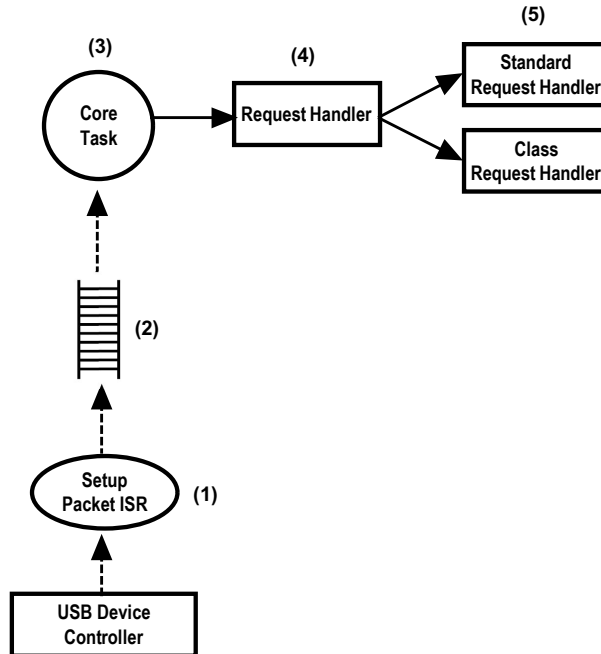 (5)
(3)
(4)
Standard
Request Handler
Core
Task
Request Handler
Class
Request Handler
(2)
Setup
Packet ISR
(1)
USB Device
Controller